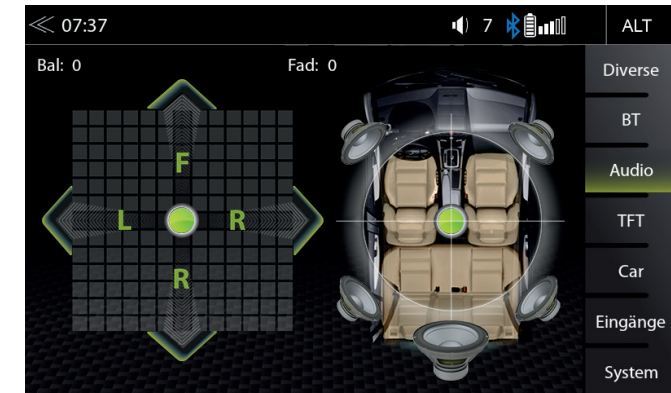 07:37
7
ALT
Bal: 0
Fad: 0
F
L
R
R
Diverse
BT
Audio
TFT
Car
Eingänge
System